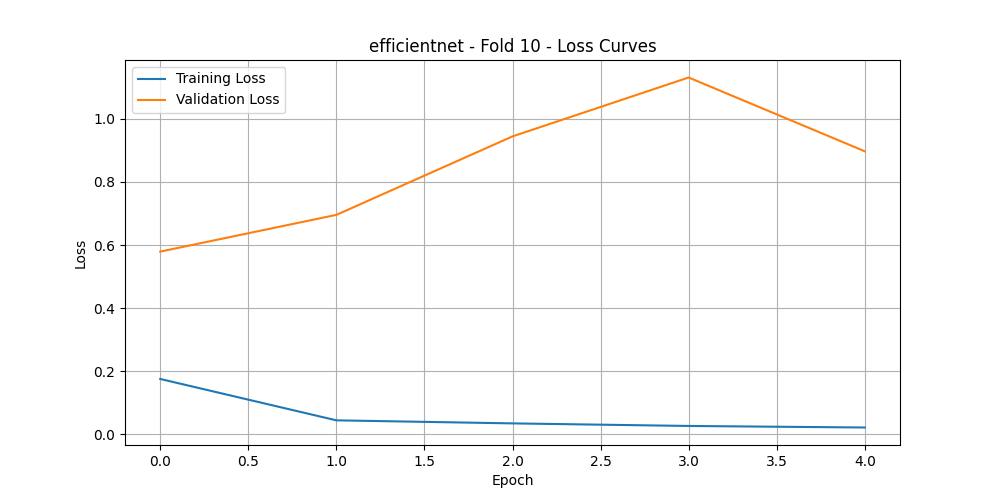 efficientnet - Fold 10 - Loss Curves
Training Loss
Validation Loss
Loss
1.0
0.8
0.6
0.4
0.2
0.0
0.0 0.5 1.0 1.5 2.0 2.5 3.0 3.5 4.0
Epoch